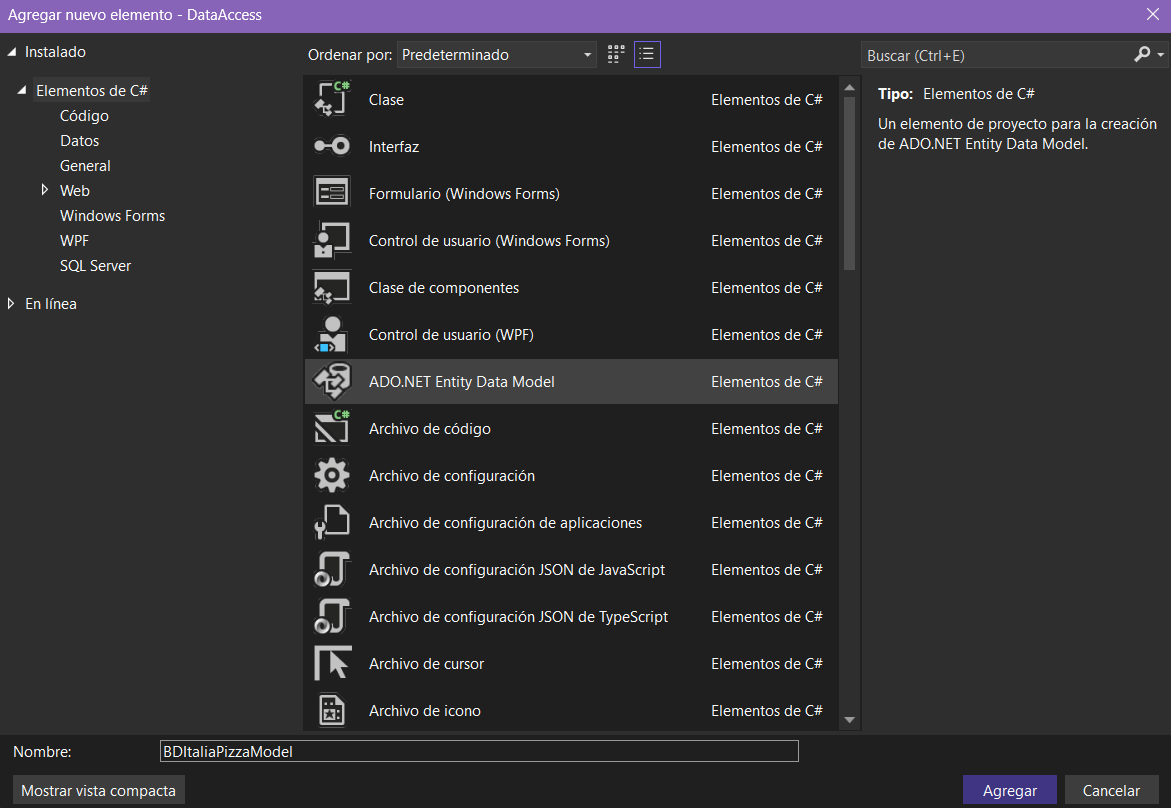 Agregar nuevo elemento - DataAccess
Instalado
Elementos de C#
Código
Datos
General
Web
Windows Forms
WPF
SQL Server
En línea
Ordenar por: Predeterminado
C# Clase Elementos de C#
Interfaz Elementos de C#
Formulario (Windows Forms) Elementos de C#
Control de usuario (Windows Forms) Elementos de C#
Clase de componentes Elementos de C#
Control de usuario (WPF) Elementos de C#
ADO.NET Entity Data Model Elementos de C#
C# Archivo de código Elementos de C#
Archivo de configuración Elementos de C#
Archivo de configuración de aplicaciones Elementos de C#
Archivo de configuración JSON de JavaScript Elementos de C#
Archivo de configuración JSON de TypeScript Elementos de C#
Archivo de cursor Elementos de C#
Archivo de icono Elementos de C#
Buscar (Ctrl+E)
Tipo: Elementos de C#
Un elemento de proyecto para la creación
de ADO.NET Entity Data Model.
Nombre: BDItaliaPizzaModel
Mostrar vista compacta
Agregar
Cancelar